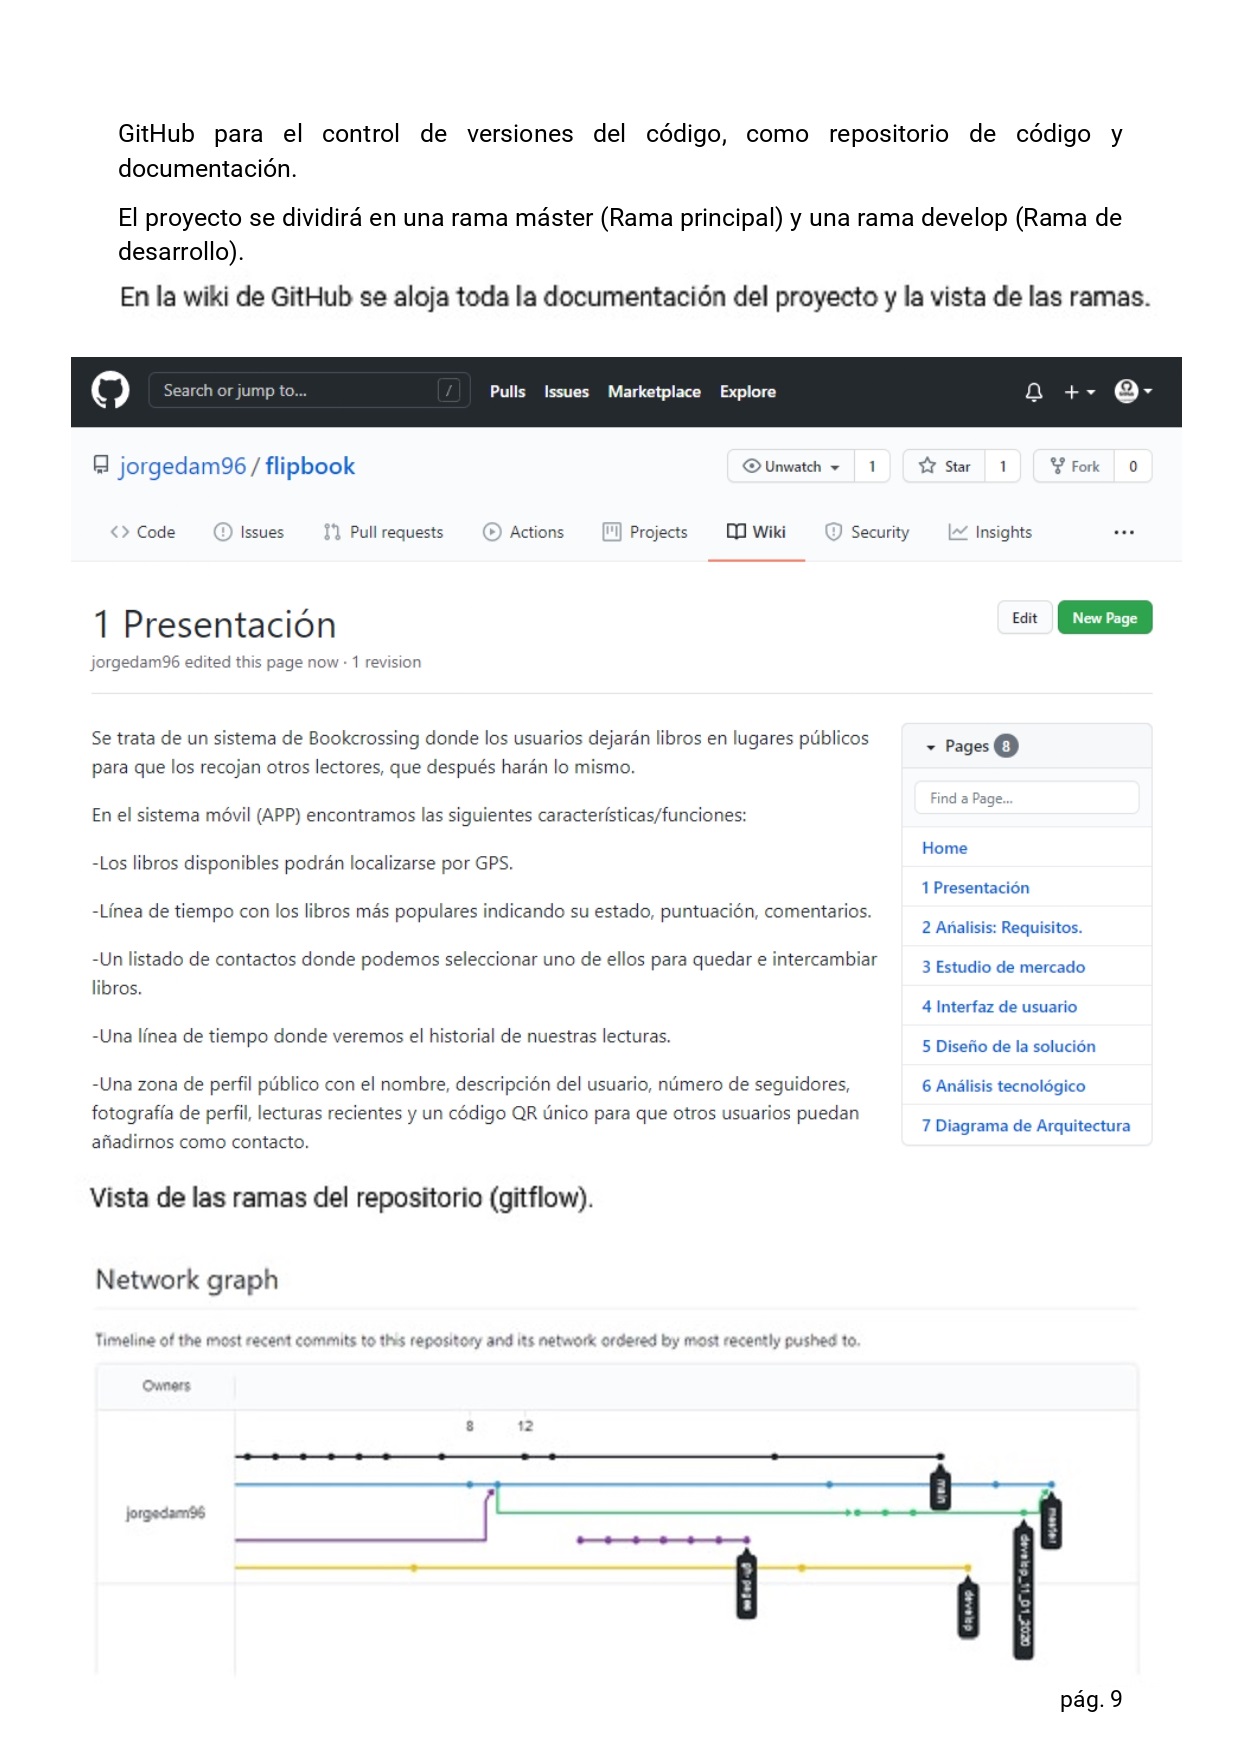 GitHub para el control de versiones del código, como repositorio de código y
documentación.
El proyecto se dividirá en una rama máster (Rama principal) y una rama develop (Rama de
desarrollo).
En la wiki de GitHub se aloja toda la documentación del proyecto y la vista de las ramas.
Search or jump to... / Pulls Issues Marketplace Explore
jorgedam96 / flipbook Unwatch 1 Star 1 Fork 0
Code Issues Pull requests Actions Projects Wiki Security Insights ...
1 Presentación Edit New Page
jorgedam96 edited this page now · 1 revision
Se trata de un sistema de Bookcrossing donde los usuarios dejarán libros en lugares públicos
para que los recojan otros lectores, que después harán lo mismo.
En el sistema móvil (APP) encontramos las siguientes características/funciones:
-Los libros disponibles podrán localizarse por GPS.
-Línea de tiempo con los libros más populares indicando su estado, puntuación, comentarios.
-Un listado de contactos donde podemos seleccionar uno de ellos para quedar e intercambiar
libros.
-Una línea de tiempo donde veremos el historial de nuestras lecturas.
-Una zona de perfil público con el nombre, descripción del usuario, número de seguidores,
fotografía de perfil, lecturas recientes y un código QR único para que otros usuarios puedan
añadirnos como contacto.
Pages 8
Find a Page...
Home
1 Presentación
2 Ańalisis: Requisitos.
3 Estudio de mercado
4 Interfaz de usuario
5 Diseño de la solución
6 Análisis tecnológico
7 Diagrama de Arquitectura
Vista de las ramas del repositorio (gitflow).
Network graph
Timeline of the most recent commits to this repository and its network ordered by most recently pushed to.
Owners
8 12
jorgedam96
main
master
gh-pages
develop
develop_11_01_2020
pág. 9